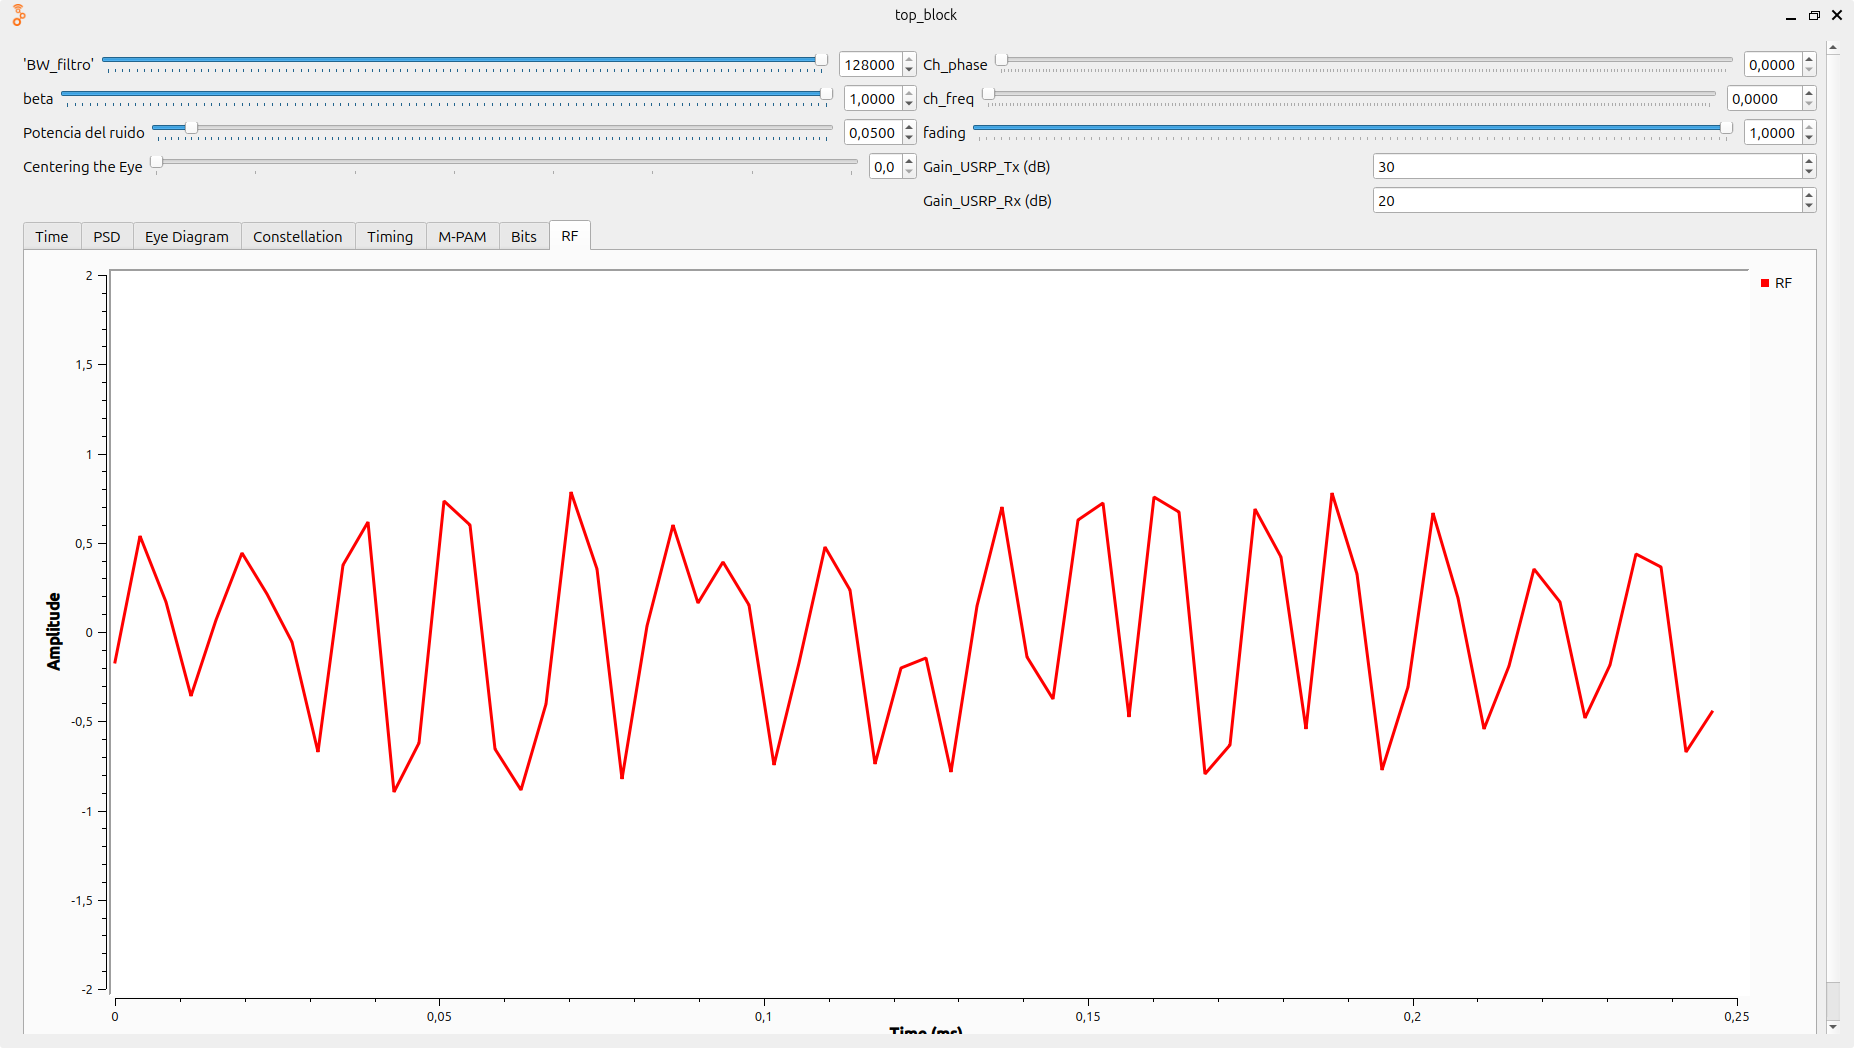 top_block
'BW_filtro' 128000 Ch_phase 0,0000
beta 1,0000 ch_freq 0,0000
Potencia del ruido 0,0500 fading 1,0000
Centering the Eye 0,0 Gain_USRP_Tx (dB) 30
Gain_USRP_Rx (dB) 20
Time PSD Eye Diagram Constellation Timing M-PAM Bits RF
2
RF
1,5
1
0,5
0
Amplitude
-0,5
-1
-1,5
-2
0 0,05 0,1 0,15 0,2 0,25
Time (ms)